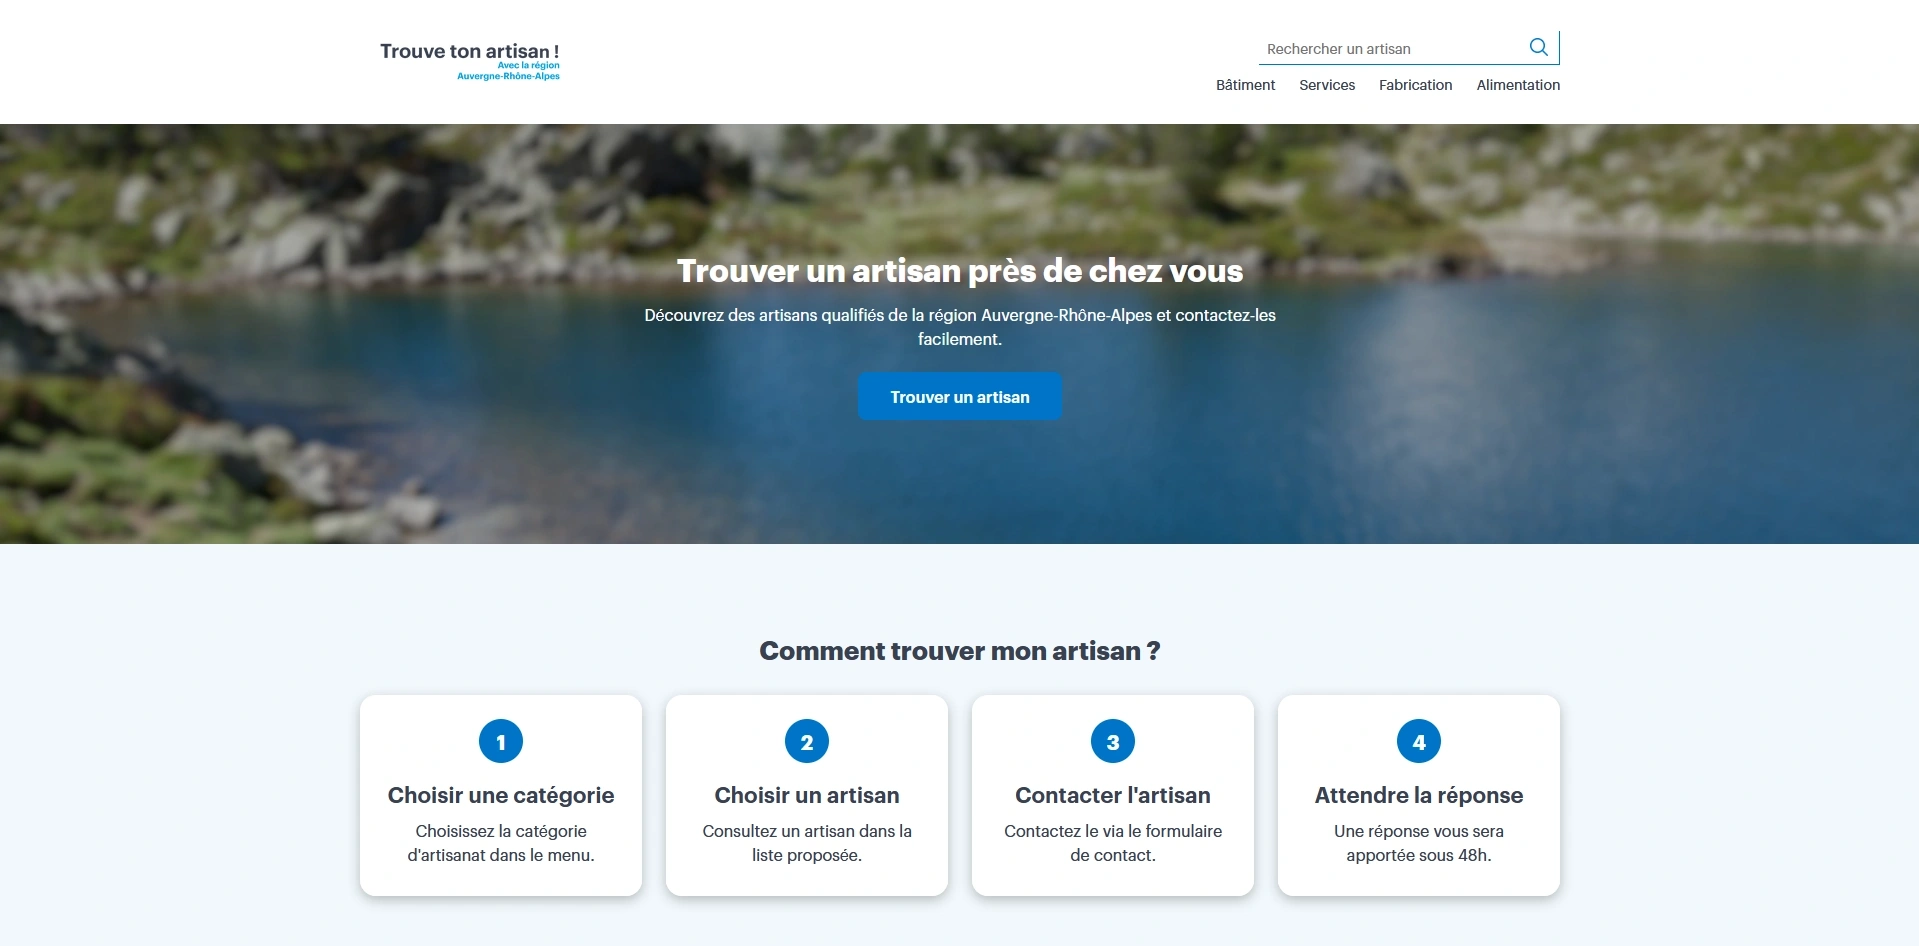 Trouve ton artisan !
Avec la région
Auvergne-Rhône-Alpes
Rechercher un artisan
Bâtiment Services Fabrication Alimentation
Trouver un artisan près de chez vous
Découvrez des artisans qualifiés de la région Auvergne-Rhône-Alpes et contactez-les
facilement.
Trouver un artisan
Comment trouver mon artisan ?
1
Choisir une catégorie
Choisissez la catégorie
d'artisanat dans le menu.
2
Choisir un artisan
Consultez un artisan dans la
liste proposée.
3
Contacter l'artisan
Contactez le via le formulaire
de contact.
4
Attendre la réponse
Une réponse vous sera
apportée sous 48h.